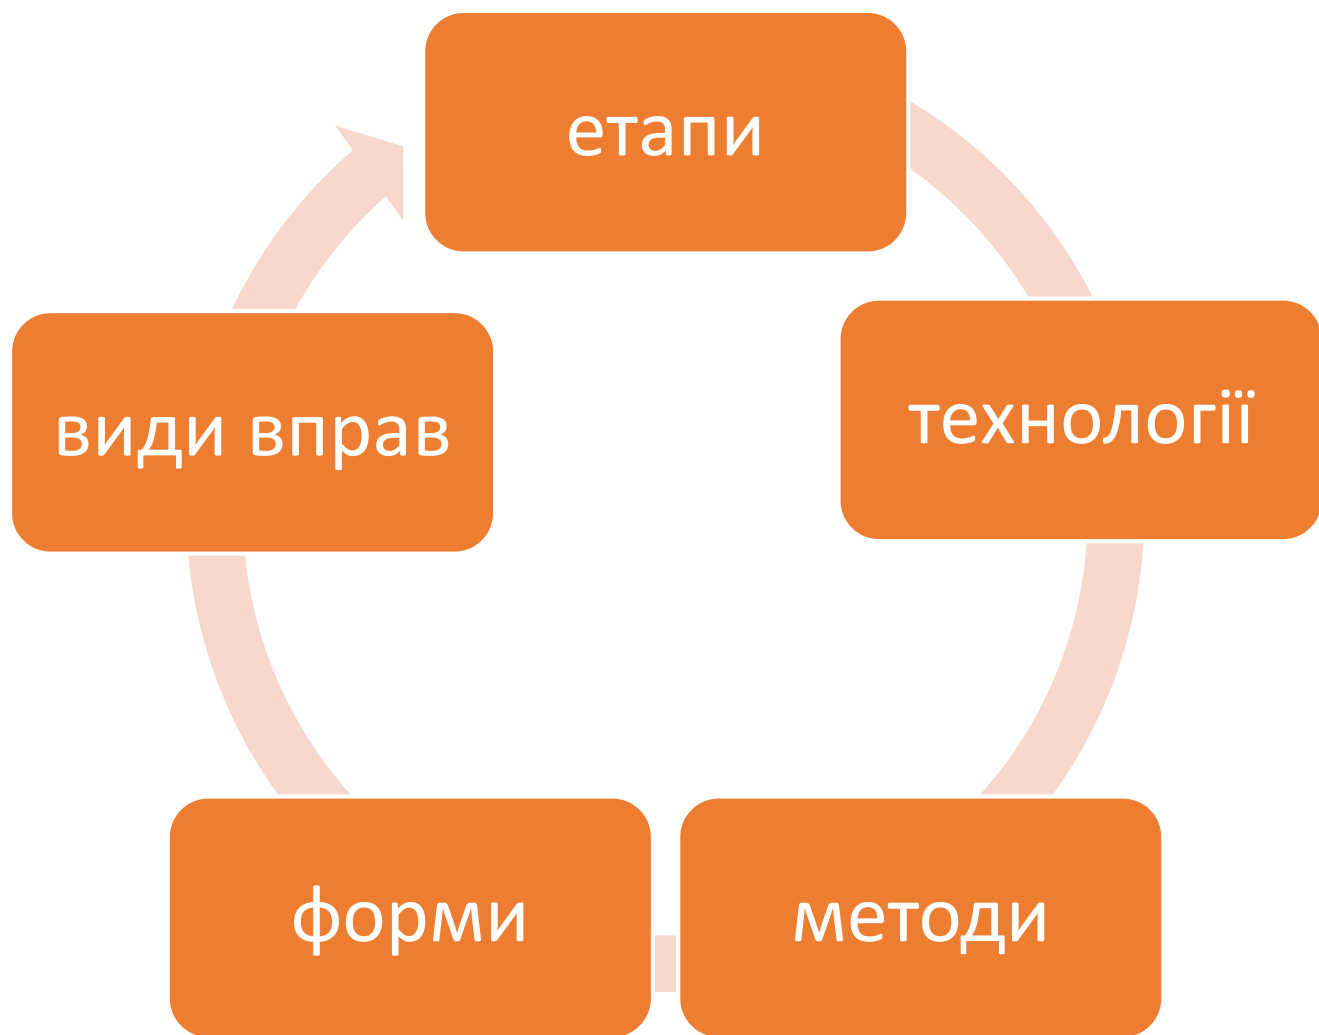 етапи
технології
методи
форми
види вправ